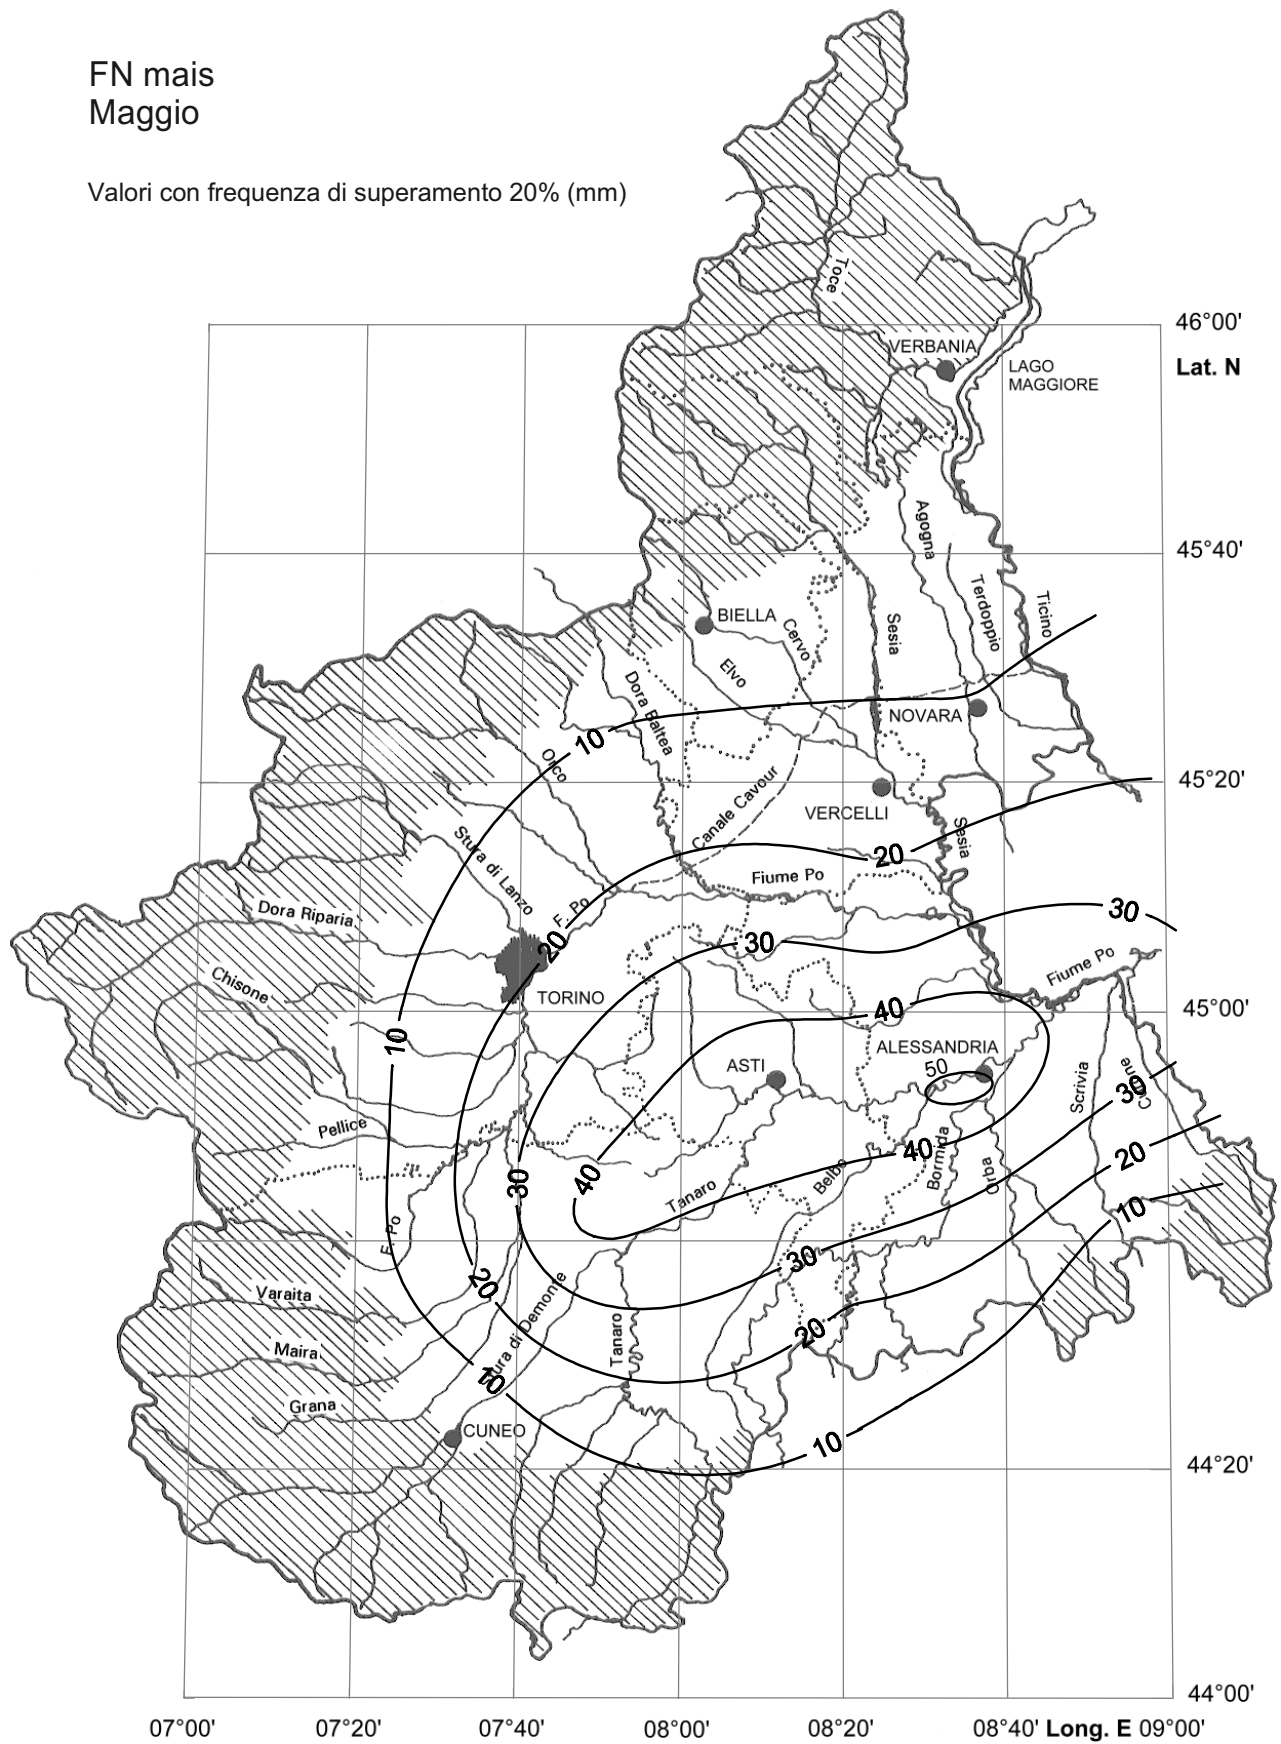 FN mais
Maggio
Valori con frequenza di superamento 20% (mm)
Toce
46°00'
VERBANIA
Lat. N
LAGO
MAGGIORE
Agogna
45°40'
Terdoppio
Ticino
BIELLA
Cervo
Sesia
Elvo
Dora Baltea
NOVARA
10
Orco
45°20'
Canale Cavour
VERCELLI
Stura di Lanzo
Sesia
20
Fiume Po
F. Po
Dora Riparia
30
20
30
Fiume Po
Chisone
TORINO
45°00'
40
10
ALESSANDRIA
ASTI
50
Scrivia
30
Pellice
40
Bormida
20
Orba
Belbo
30
40
Tanaro
10
F. Po
30
20
Varaita
Stura di Demonte
Tanaro
20
Maira
10
Grana
CUNEO
10
44°20'
44°00'
07°00'
07°20'
07°40'
08°00'
08°20'
08°40'
Long. E
09°00'